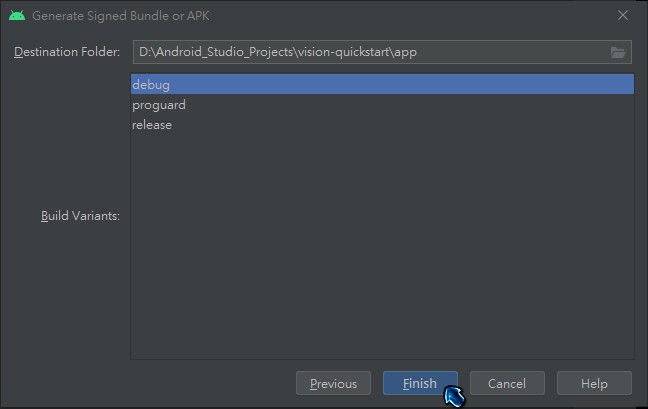 Generate Signed Bundle or APK
Destination Folder: D:\Android_Studio_Projects\vision-quickstart\app
debug
proguard
release
Build Variants:
Previous Finish Cancel Help